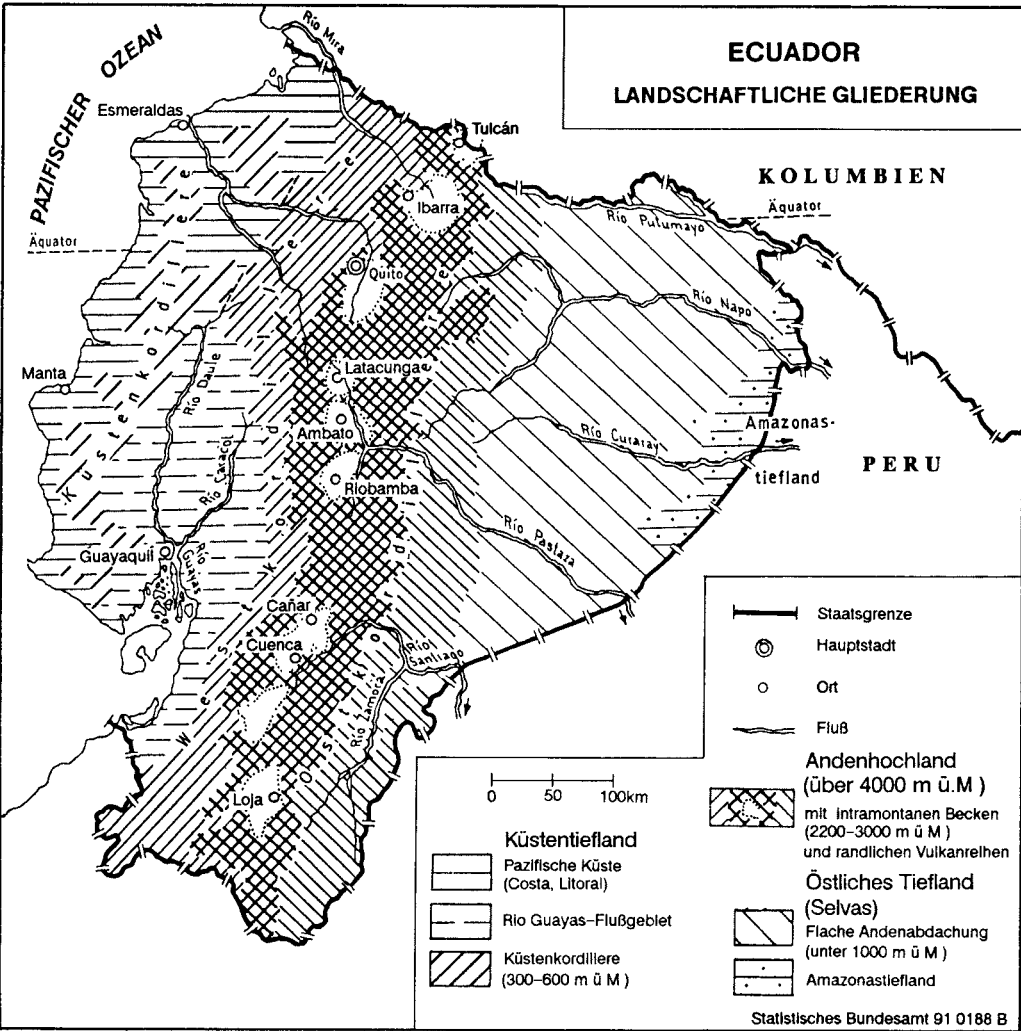 ECUADOR
LANDSCHAFTLICHE GLIEDERUNG
PAZIFISCHER OZEAN
Río Mira
Esmeraldas
Tulcán
KOLUMBIEN
Ibarra
Äquator
Río Putumayo
Äquator
Quito
Río Napo
Küstenkordillere
Latacunga
Manta
Río Daule
Ambato
Río Curaray
Amazonas-
tiefland
PERU
Río Caracol
Riobamba
Río Pastaza
Guayaquil
Río
Guayas
Cañar
Cuenca
Río
Santiago
Río Zamora
Westkordillere
Ostkordillere
Loja
Staatsgrenze
Hauptstadt
Ort
Fluß
0 50 100km
Andenhochland
(über 4000 m ü.M )
mit intramontanen Becken
(2200–3000 m ü M )
und randlichen Vulkanreihen
Küstentiefland
Pazifische Küste
(Costa, Litoral)
Rio Guayas–Flußgebiet
Küstenkordillere
(300–600 m ü M )
Östliches Tiefland
(Selvas)
Flache Andenabdachung
(unter 1000 m ü M )
Amazonastiefland
Statistisches Bundesamt 91 0188 B